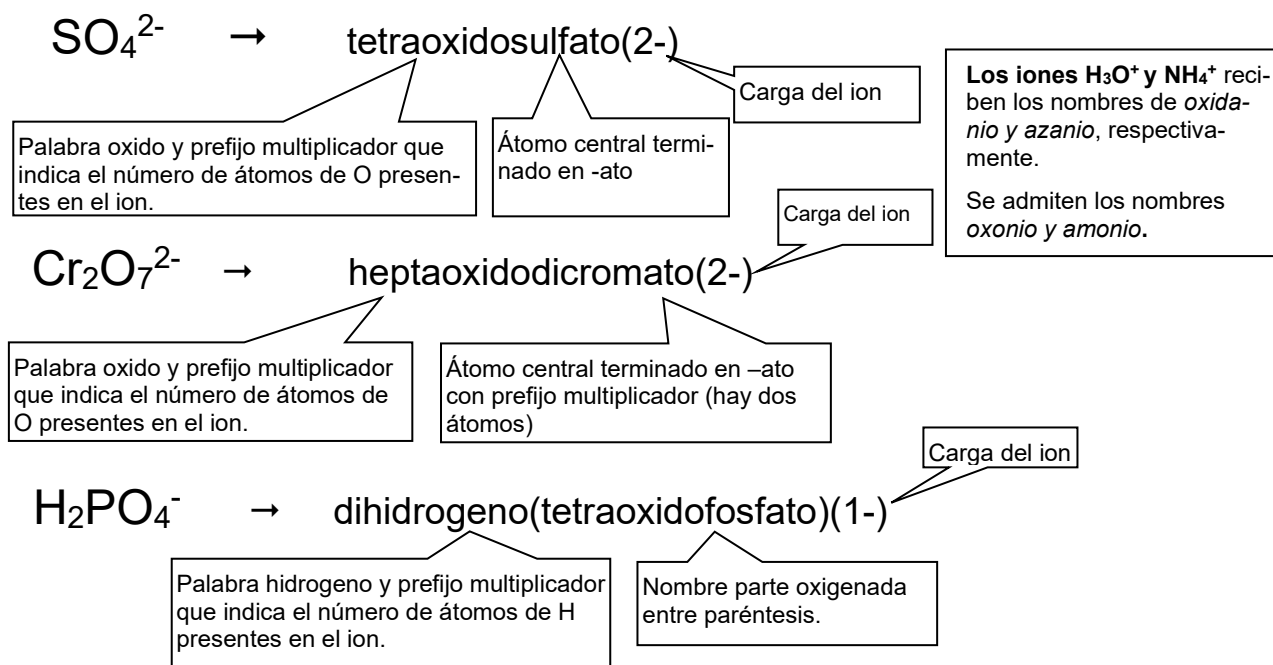 SO₄²⁻ → tetraoxidosulfato(2-)
Carga del ion
Palabra oxido y prefijo multiplicador que
indica el número de átomos de O presen-
tes en el ion.
Átomo central termi-
nado en -ato
Los iones H₃O⁺ y NH₄⁺ reci-
ben los nombres de oxida-
nio y azanio, respectiva-
mente.
Se admiten los nombres
oxonio y amonio.
Carga del ion
Cr₂O₇²⁻ → heptaoxidodicromato(2-)
Palabra oxido y prefijo multiplicador
que indica el número de átomos de
O presentes en el ion.
Átomo central terminado en –ato
con prefijo multiplicador (hay dos
átomos)
Carga del ion
H₂PO₄⁻ → dihidrogeno(tetraoxidofosfato)(1-)
Palabra hidrogeno y prefijo multiplicador
que indica el número de átomos de H
presentes en el ion.
Nombre parte oxigenada
entre paréntesis.